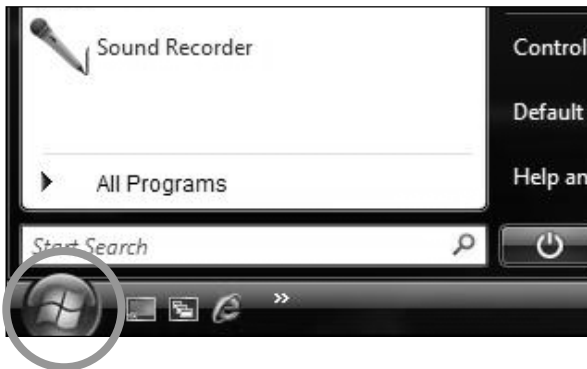 Sound Recorder
All Programs
Start Search
Control
Default
Help an
»